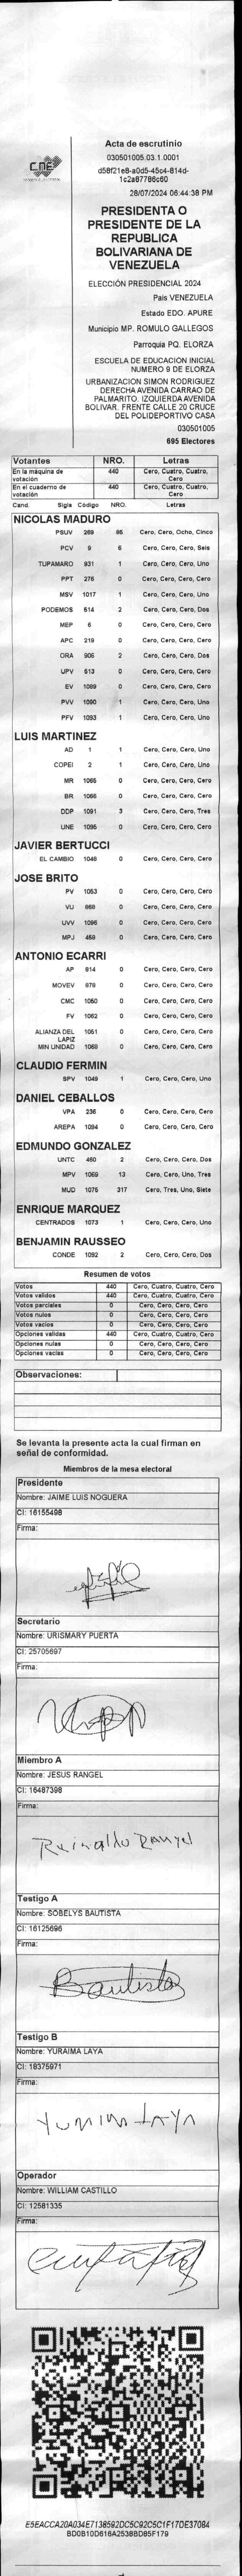 CNE
Acta de escrutinio
030501005.03.1.0001
d58f21e8-a0d5-45c4-814d-
1c2a87766c60
28/07/2024 06:44:38 PM
PRESIDENTA O
PRESIDENTE DE LA
REPUBLICA
BOLIVARIANA DE
VENEZUELA
ELECCIÓN PRESIDENCIAL 2024
País VENEZUELA
Estado EDO. APURE
Municipio MP. ROMULO GALLEGOS
Parroquia PQ. ELORZA
ESCUELA DE EDUCACION INICIAL
NUMERO 9 DE ELORZA
URBANIZACION SIMON RODRIGUEZ
DERECHA AVENIDA CARRAO DE
PALMARITO. IZQUIERDA AVENIDA
BOLIVAR. FRENTE CALLE 20 CRUCE
DEL POLIDEPORTIVO CASA
030501005
695 Electores
Votantes NRO. Letras
En la máquina de votación 440 Cero, Cuatro, Cuatro, Cero
En el cuaderno de votación 440 Cero, Cuatro, Cuatro, Cero
Cand. Sigla Código NRO. Letras
NICOLAS MADURO
PSUV 269 85 Cero, Cero, Ocho, Cinco
PCV 9 6 Cero, Cero, Cero, Seis
TUPAMARO 931 1 Cero, Cero, Cero, Uno
PPT 276 0 Cero, Cero, Cero, Cero
MSV 1017 1 Cero, Cero, Cero, Uno
PODEMOS 514 2 Cero, Cero, Cero, Dos
MEP 6 0 Cero, Cero, Cero, Cero
APC 219 0 Cero, Cero, Cero, Cero
ORA 906 2 Cero, Cero, Cero, Dos
UPV 513 0 Cero, Cero, Cero, Cero
EV 1089 0 Cero, Cero, Cero, Cero
PVV 1090 1 Cero, Cero, Cero, Uno
PFV 1093 1 Cero, Cero, Cero, Uno
LUIS MARTINEZ
AD 1 1 Cero, Cero, Cero, Uno
COPEI 2 1 Cero, Cero, Cero, Uno
MR 1065 0 Cero, Cero, Cero, Cero
BR 1066 0 Cero, Cero, Cero, Cero
DDP 1091 3 Cero, Cero, Cero, Tres
UNE 1095 0 Cero, Cero, Cero, Cero
JAVIER BERTUCCI
EL CAMBIO 1048 0 Cero, Cero, Cero, Cero
JOSE BRITO
PV 1053 0 Cero, Cero, Cero, Cero
VU 868 0 Cero, Cero, Cero, Cero
UVV 1096 0 Cero, Cero, Cero, Cero
MPJ 458 0 Cero, Cero, Cero, Cero
ANTONIO ECARRI
AP 814 0 Cero, Cero, Cero, Cero
MOVEV 878 0 Cero, Cero, Cero, Cero
CMC 1050 0 Cero, Cero, Cero, Cero
FV 1062 0 Cero, Cero, Cero, Cero
ALIANZA DEL LAPIZ 1051 0 Cero, Cero, Cero, Cero
MIN UNIDAD 1068 0 Cero, Cero, Cero, Cero
CLAUDIO FERMIN
SPV 1049 1 Cero, Cero, Cero, Uno
DANIEL CEBALLOS
VPA 236 0 Cero, Cero, Cero, Cero
AREPA 1094 0 Cero, Cero, Cero, Cero
EDMUNDO GONZALEZ
UNTC 460 2 Cero, Cero, Cero, Dos
MPV 1069 13 Cero, Cero, Uno, Tres
MUD 1075 317 Cero, Tres, Uno, Siete
ENRIQUE MARQUEZ
CENTRADOS 1073 1 Cero, Cero, Cero, Uno
BENJAMIN RAUSSEO
CONDE 1092 2 Cero, Cero, Cero, Dos
Resumen de votos
Votos 440 Cero, Cuatro, Cuatro, Cero
Votos validos 440 Cero, Cuatro, Cuatro, Cero
Votos parciales 0 Cero, Cero, Cero, Cero
Votos nulos 0 Cero, Cero, Cero, Cero
Votos vacios 0 Cero, Cero, Cero, Cero
Opciones validas 440 Cero, Cuatro, Cuatro, Cero
Opciones nulas 0 Cero, Cero, Cero, Cero
Opciones vacias 0 Cero, Cero, Cero, Cero
Observaciones:
Se levanta la presente acta la cual firman en
señal de conformidad.
Miembros de la mesa electoral
Presidente
Nombre: JAIME LUIS NOGUERA
CI: 16155498
Firma:
Secretario
Nombre: URISMARY PUERTA
CI: 25705697
Firma:
Miembro A
Nombre: JESUS RANGEL
CI: 16487398
Firma:
Reinaldo Rangel
Testigo A
Nombre: SOBELYS BAUTISTA
CI: 16125696
Firma:
Bautista
Testigo B
Nombre: YURAIMA LAYA
CI: 18375971
Firma:
Operador
Nombre: WILLIAM CASTILLO
CI: 12581335
Firma:
E5EACCA20A034E7138592DC5C92C5C1F17DE37084
BD0B10D616A253BBD85F179